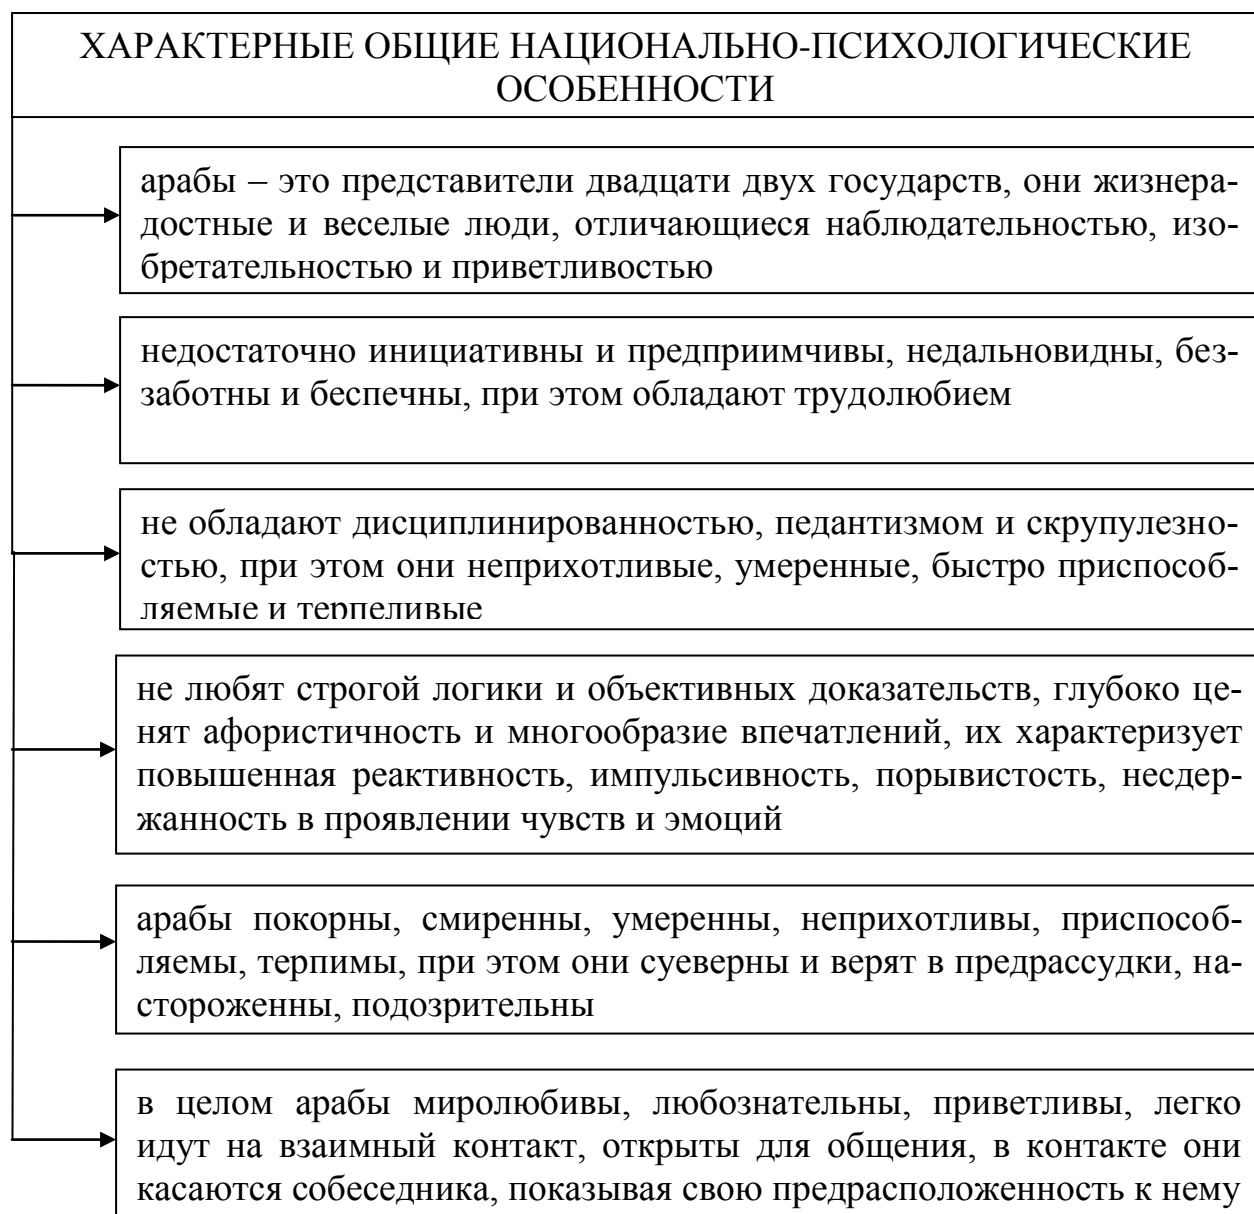 ХАРАКТЕРНЫЕ ОБЩИЕ НАЦИОНАЛЬНО-ПСИХОЛОГИЧЕСКИЕ
ОСОБЕННОСТИ
арабы – это представители двадцати двух государств, они жизнера-
достные и веселые люди, отличающиеся наблюдательностью, изо-
бретательностью и приветливостью
недостаточно инициативны и предприимчивы, недальновидны, без-
заботны и беспечны, при этом обладают трудолюбием
не обладают дисциплинированностью, педантизмом и скрупулезно-
стью, при этом они неприхотливые, умеренные, быстро приспособ-
ляемые и терпеливые
не любят строгой логики и объективных доказательств, глубоко це-
нят афористичность и многообразие впечатлений, их характеризует
повышенная реактивность, импульсивность, порывистость, несдер-
жанность в проявлении чувств и эмоций
арабы покорны, смиренны, умеренны, неприхотливы, приспособ-
ляемы, терпимы, при этом они суеверны и верят в предрассудки, на-
стороженны, подозрительны
в целом арабы миролюбивы, любознательны, приветливы, легко
идут на взаимный контакт, открыты для общения, в контакте они
касаются собеседника, показывая свою предрасположенность к нему